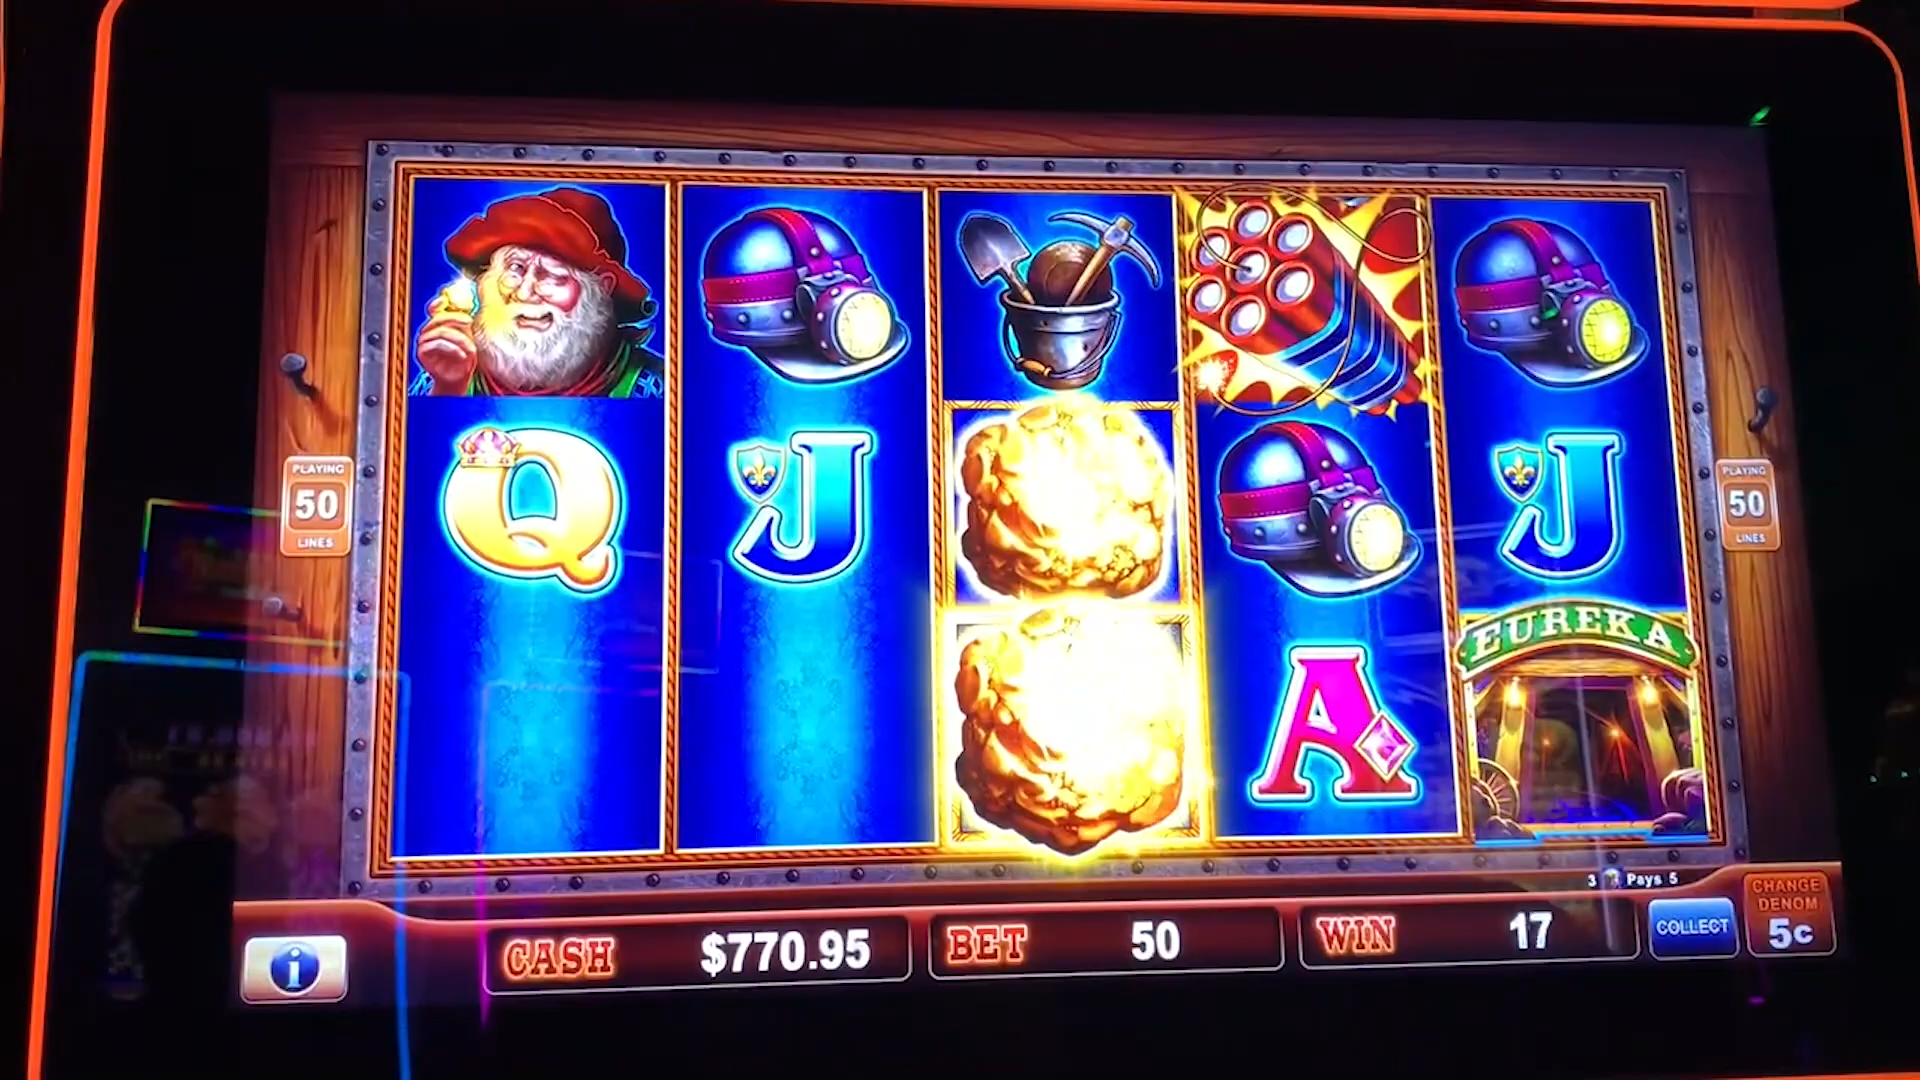 PLAYING
50
LINES
Q
J
A
J
EUREKA
PLAYING
50
LINES
3 Pays 5
CASH $770.95
BET 50
WIN 17
COLLECT
CHANGE
DENOM
5c
i